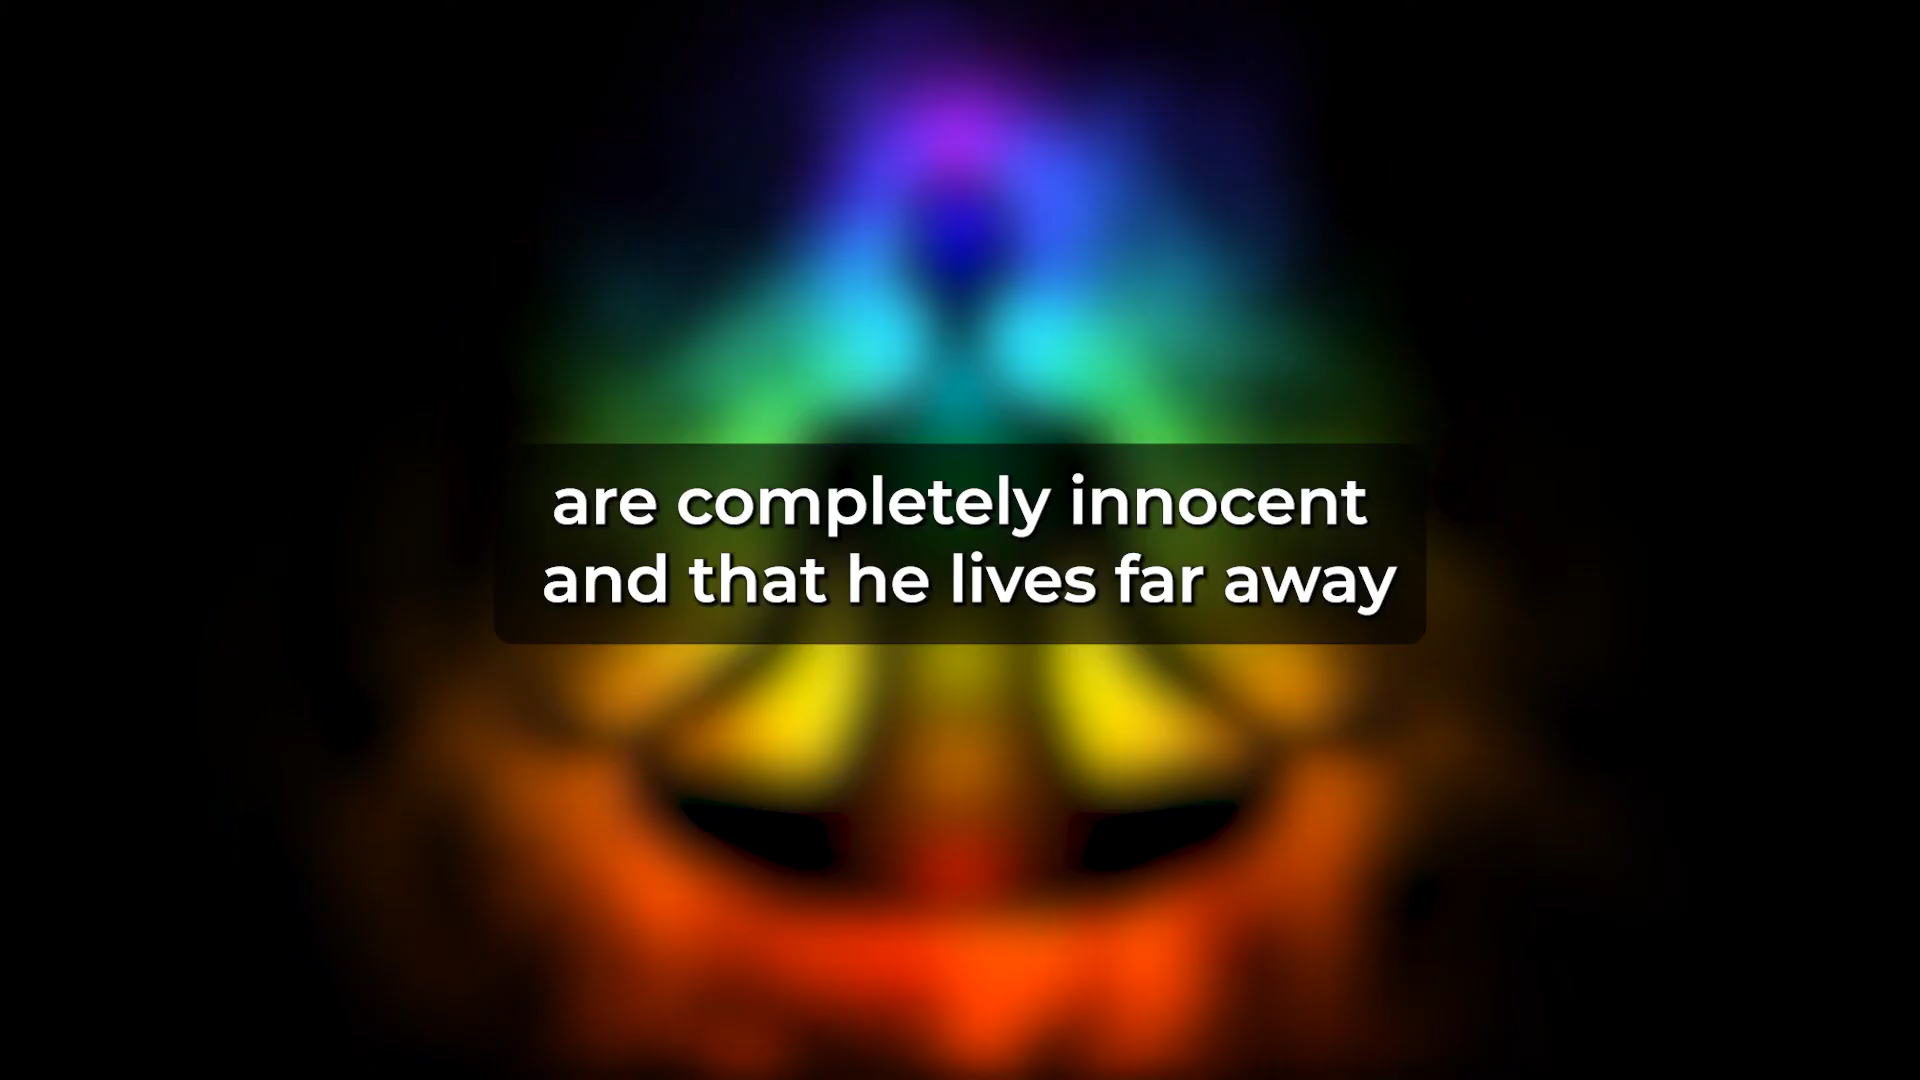 are completely innocent
and that he lives far away